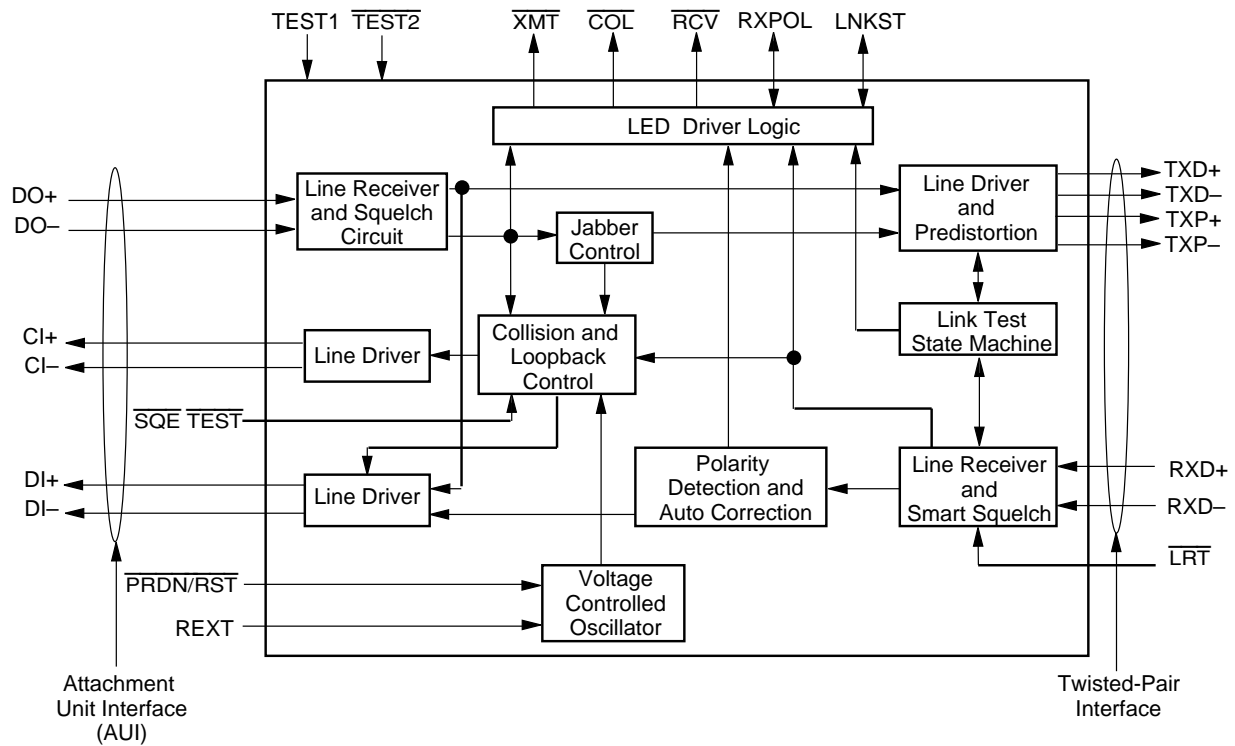 TEST1 TEST2 XMT COL RCV RXPOL LNKST
LED Driver Logic
DO+
DO–
Line Receiver
and Squelch
Circuit
Jabber
Control
Line Driver
and
Predistortion
TXD+
TXD–
TXP+
TXP–
CI+
CI–
Line Driver
Collision and
Loopback
Control
Link Test
State Machine
SQE TEST
DI+
DI–
Line Driver
Polarity
Detection and
Auto Correction
Line Receiver
and
Smart Squelch
RXD+
RXD–
LRT
PRDN/RST
REXT
Voltage
Controlled
Oscillator
Attachment
Unit Interface
(AUI)
Twisted-Pair
Interface